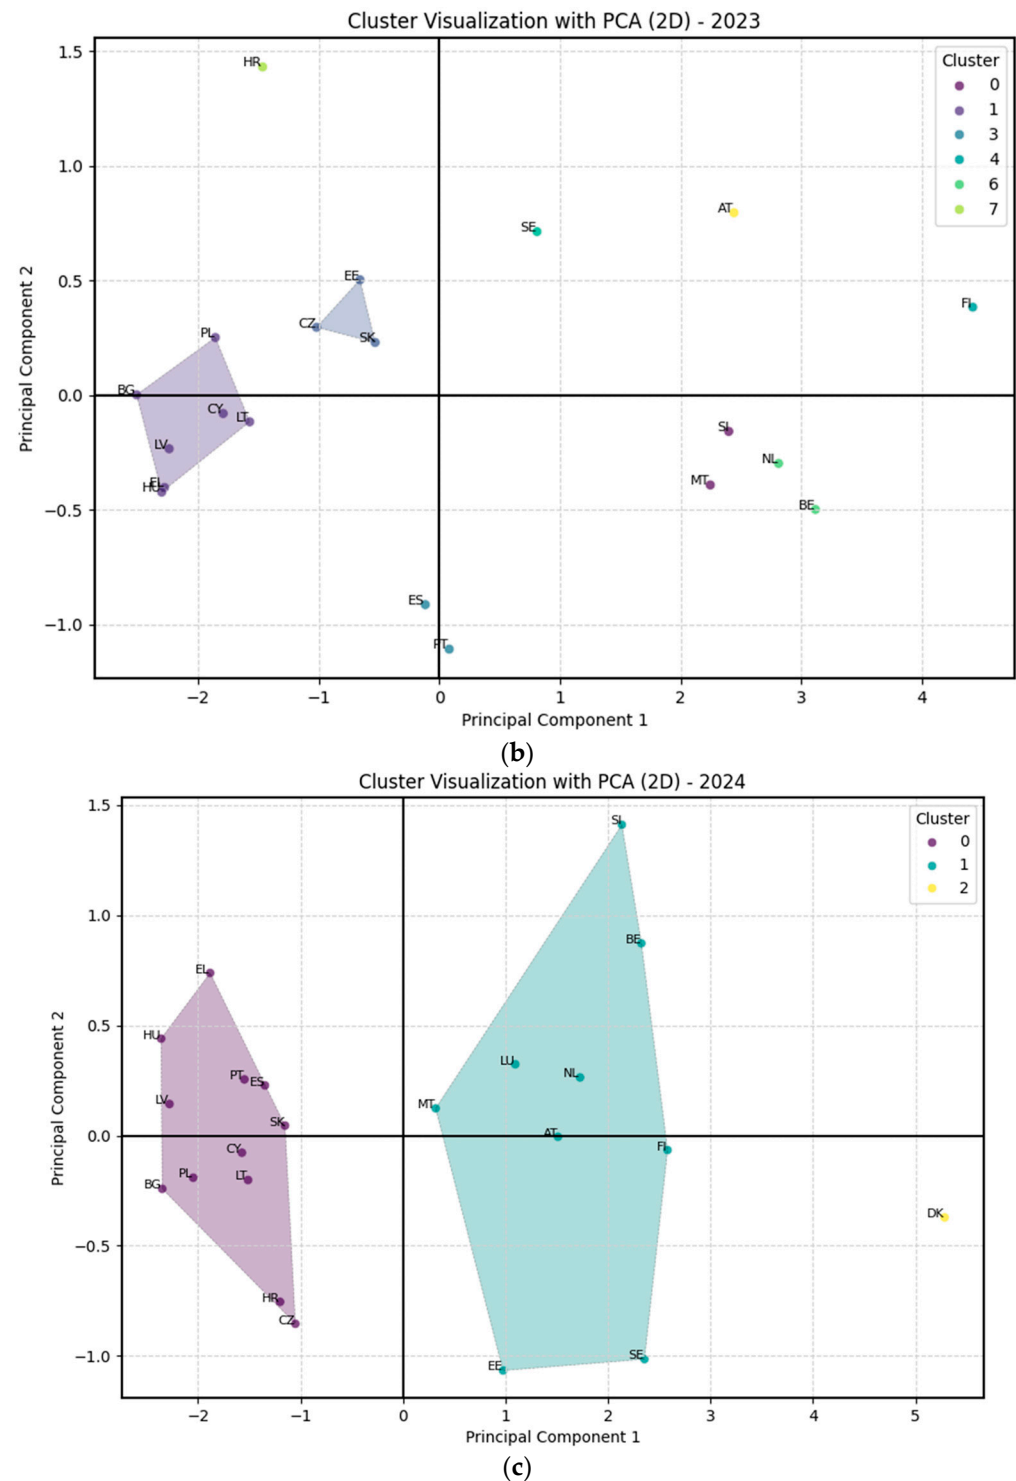 Cluster Visualization with PCA (2D) - 2023
Principal Component 2
1.5
1.0
0.5
0.0
−0.5
−1.0
Cluster
0
1
3
4
6
7
HR
AT
SE
FI
EE
CZ
SK
PL
BG
CY
LT
LV
EL
HU
SI
NL
MT
BE
ES
PT
−2 −1 0 1 2 3 4
Principal Component 1
(b)
Cluster Visualization with PCA (2D) - 2024
Principal Component 2
1.5
1.0
0.5
0.0
−0.5
−1.0
Cluster
0
1
2
SI
BE
EL
HU
LU
PT
NL
ES
LV
MT
SK
AT
CY
FI
PL
LT
BG
DK
HR
CZ
SE
EE
−2 −1 0 1 2 3 4 5
Principal Component 1
(c)